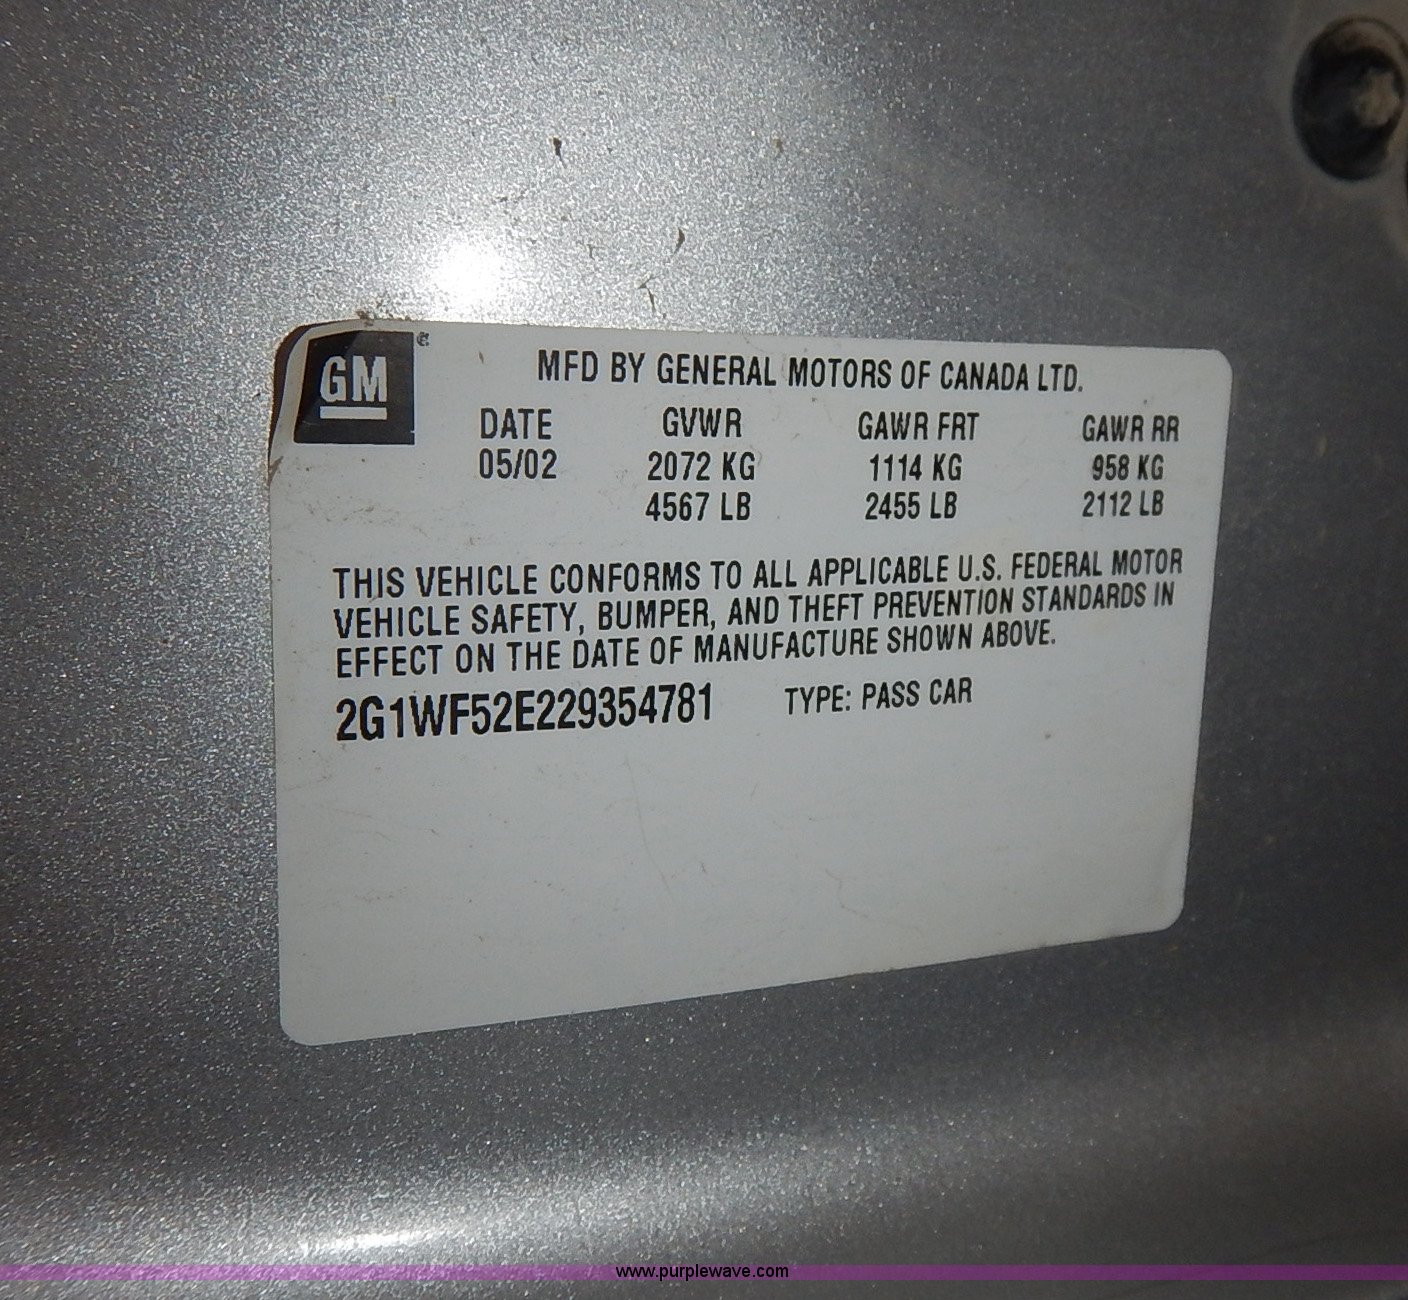 GM
MFD BY GENERAL MOTORS OF CANADA LTD.
DATE GVWR GAWR FRT GAWR RR
05/02 2072 KG 1114 KG 958 KG
4567 LB 2455 LB 2112 LB
THIS VEHICLE CONFORMS TO ALL APPLICABLE U.S. FEDERAL MOTOR
VEHICLE SAFETY, BUMPER, AND THEFT PREVENTION STANDARDS IN
EFFECT ON THE DATE OF MANUFACTURE SHOWN ABOVE.
2G1WF52E229354781 TYPE: PASS CAR
www.purplewave.com